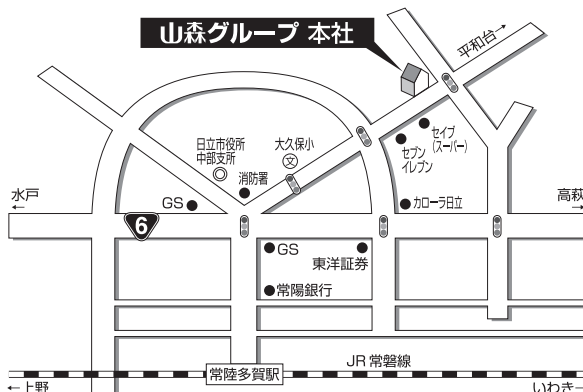 山森グループ 本社
平和台
日立市役所
中部支所
大久保小
文
消防署
セイブ
(スーパー)
セブン
イレブン
水戸
GS
カローラ日立
高萩
6
GS
東洋証券
常陽銀行
JR常磐線
常陸多賀駅
上野
いわき